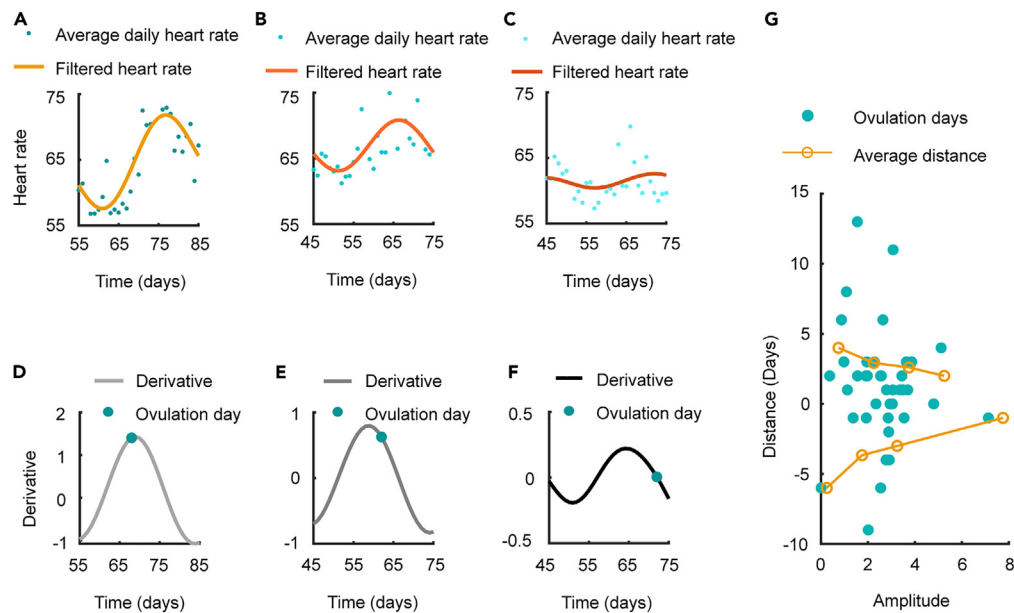 A
Average daily heart rate
Filtered heart rate
75
65
55
55 65 75 85
Heart rate
Time (days)
B
Average daily heart rate
Filtered heart rate
75
65
55
45 55 65 75
Time (days)
C
Average daily heart rate
Filtered heart rate
75
65
55
45 55 65 75
Time (days)
D
Derivative
Ovulation day
2
1
0
-1
55 65 75 85
Derivative
Time (days)
E
Derivative
Ovulation day
1
0
-1
45 55 65 75
Time (days)
F
Derivative
Ovulation day
0.5
0
-0.5
45 55 65 75
Time (days)
G
Ovulation days
Average distance
15
10
5
0
-5
-10
0 2 4 6 8
Distance (Days)
Amplitude